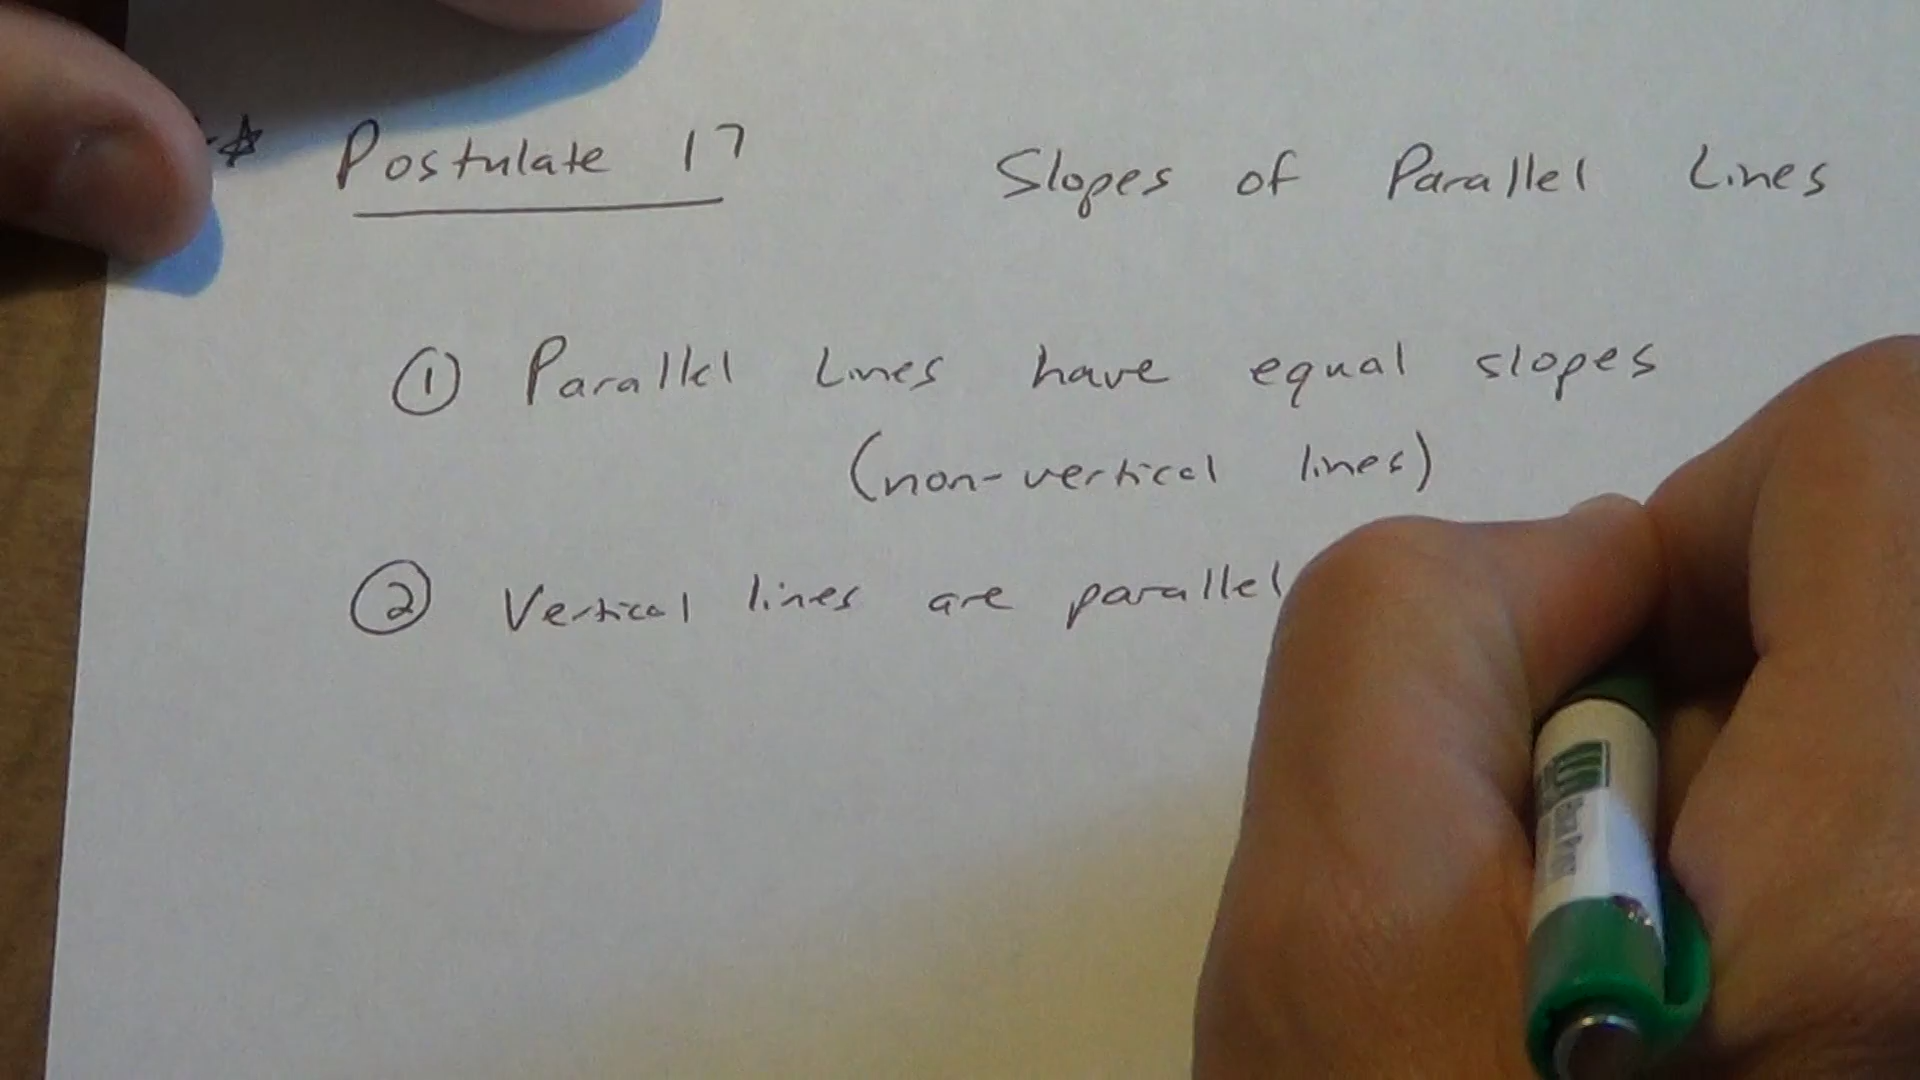 Postulate 17 Slopes of Parallel Lines
① Parallel Lines have equal slopes
(non-vertical lines)
② Vertical lines are parallel